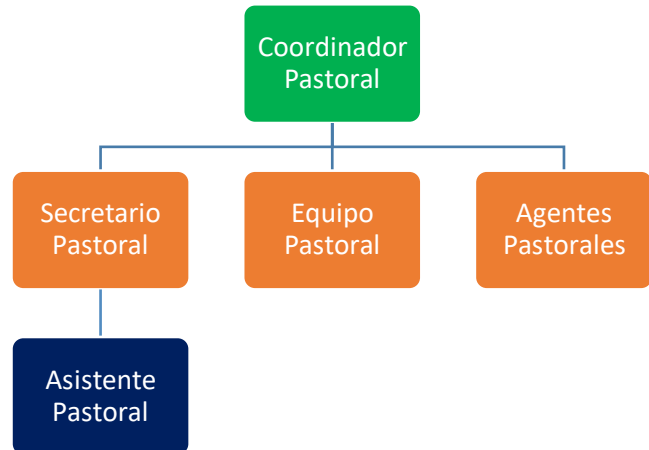 Coordinador
Pastoral
Secretario
Pastoral
Equipo
Pastoral
Agentes
Pastorales
Asistente
Pastoral